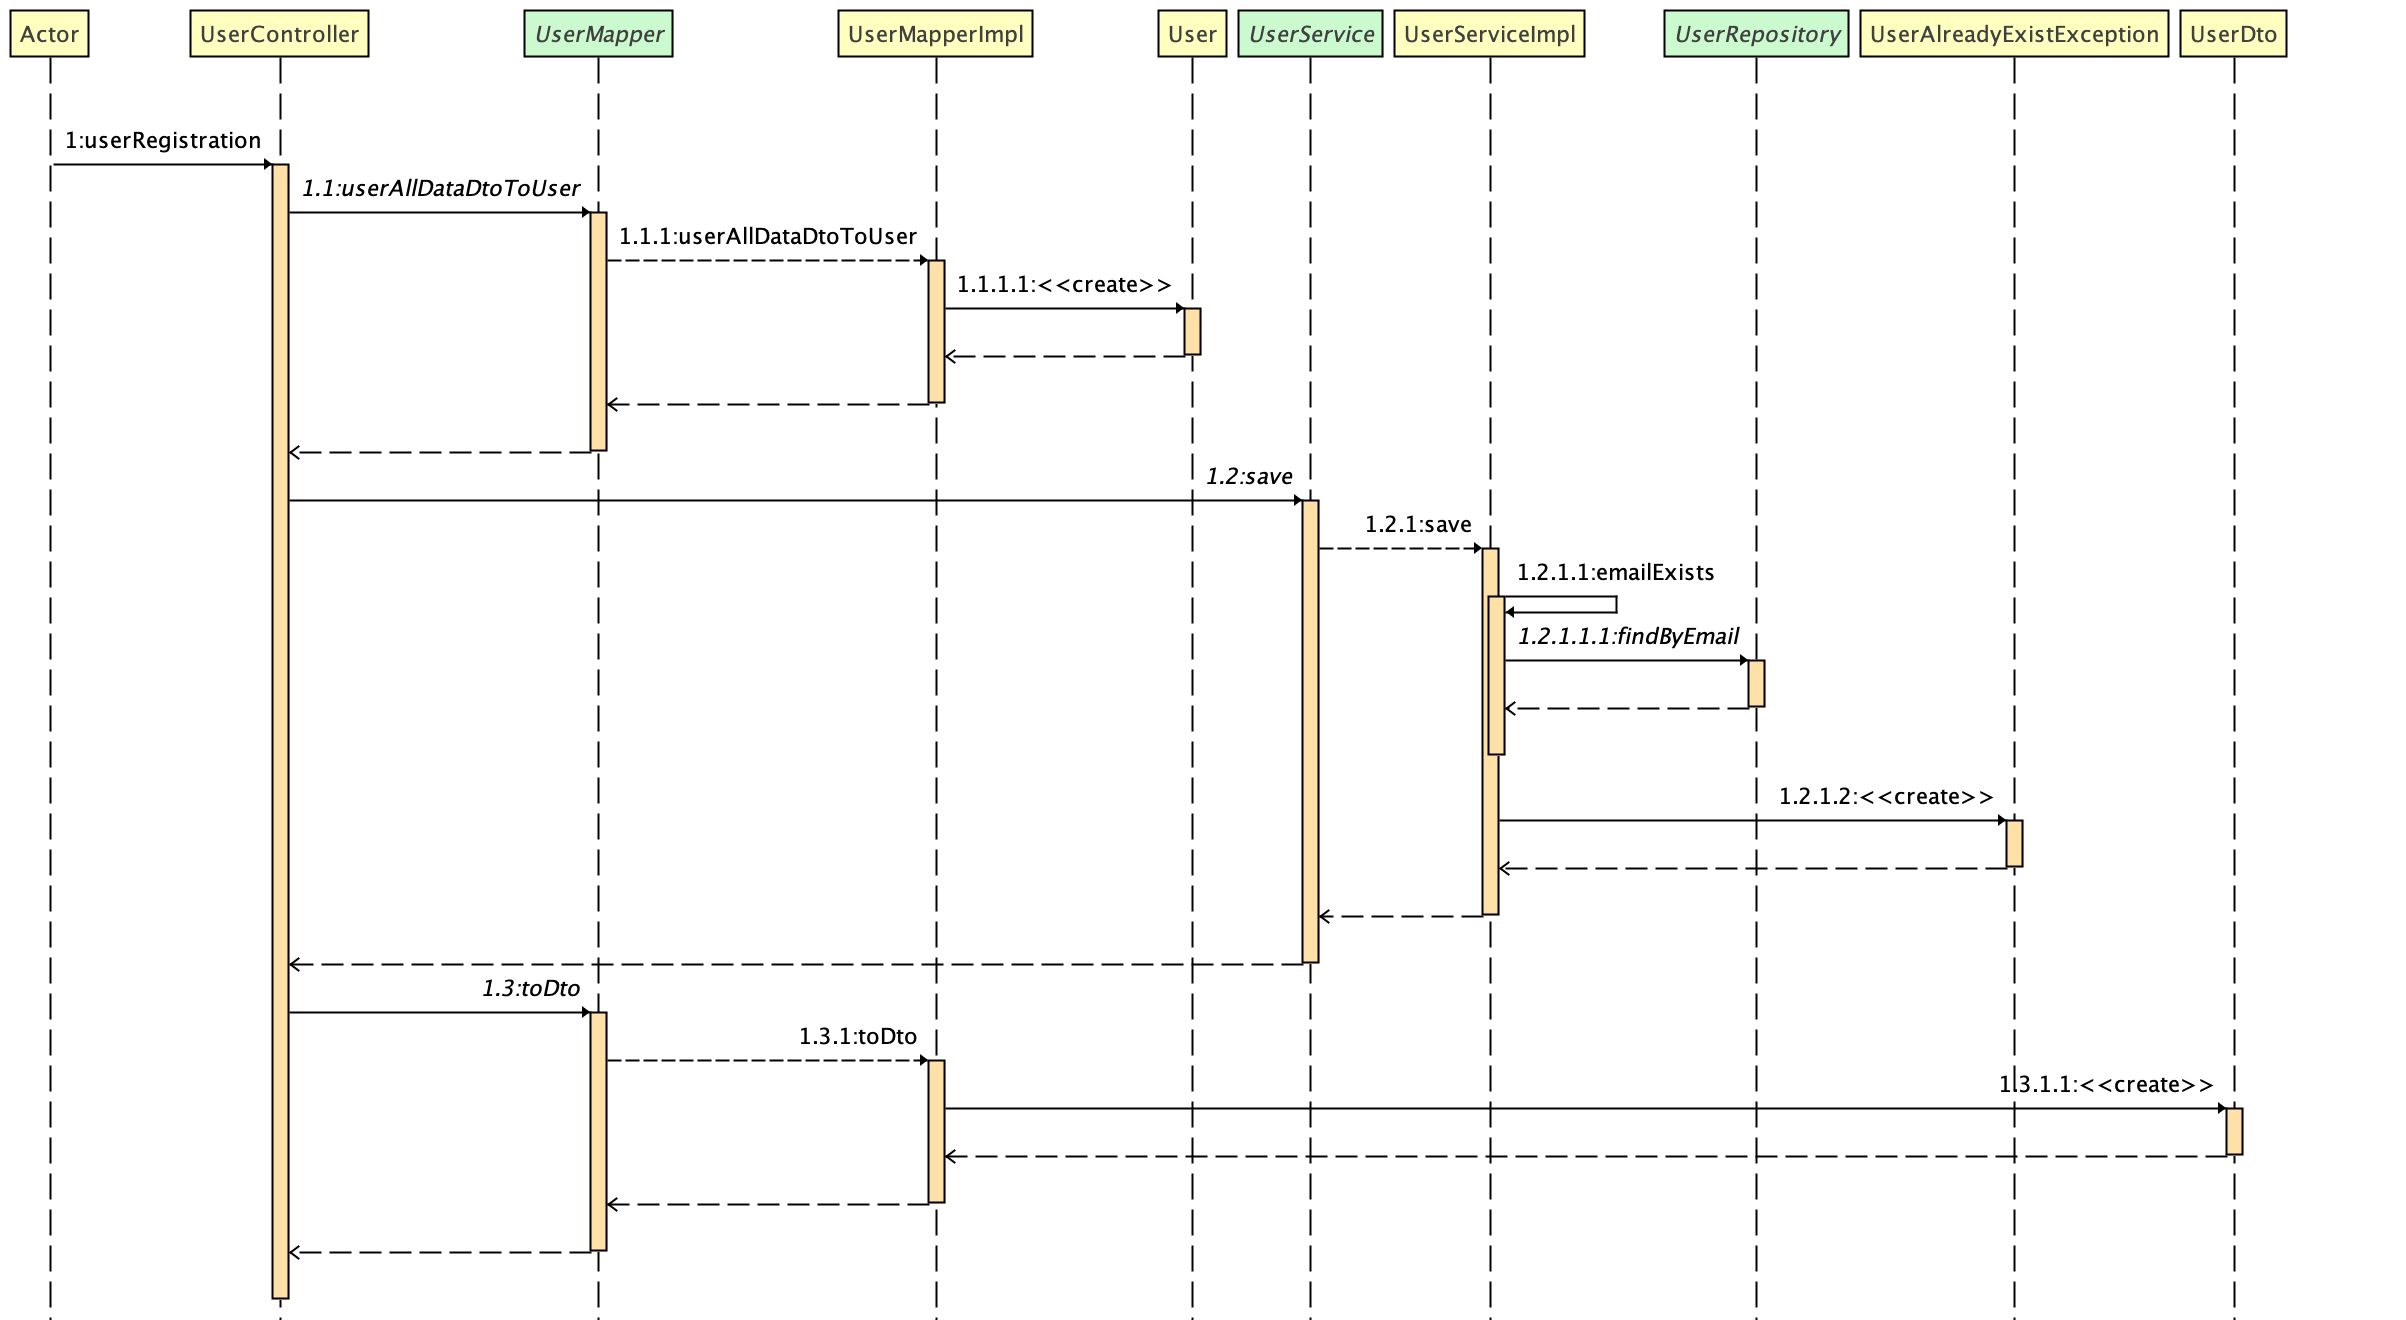 Actor
UserController
UserMapper
UserMapperImpl
User
UserService
UserServiceImpl
UserRepository
UserAlreadyExistException
UserDto
1:userRegistration
1.1:userAllDataDtoToUser
1.1.1:userAllDataDtoToUser
1.1.1.1:<<create>>
1.2:save
1.2.1:save
1.2.1.1:emailExists
1.2.1.1.1:findByEmail
1.2.1.2:<<create>>
1.3:toDto
1.3.1:toDto
1.3.1.1:<<create>>